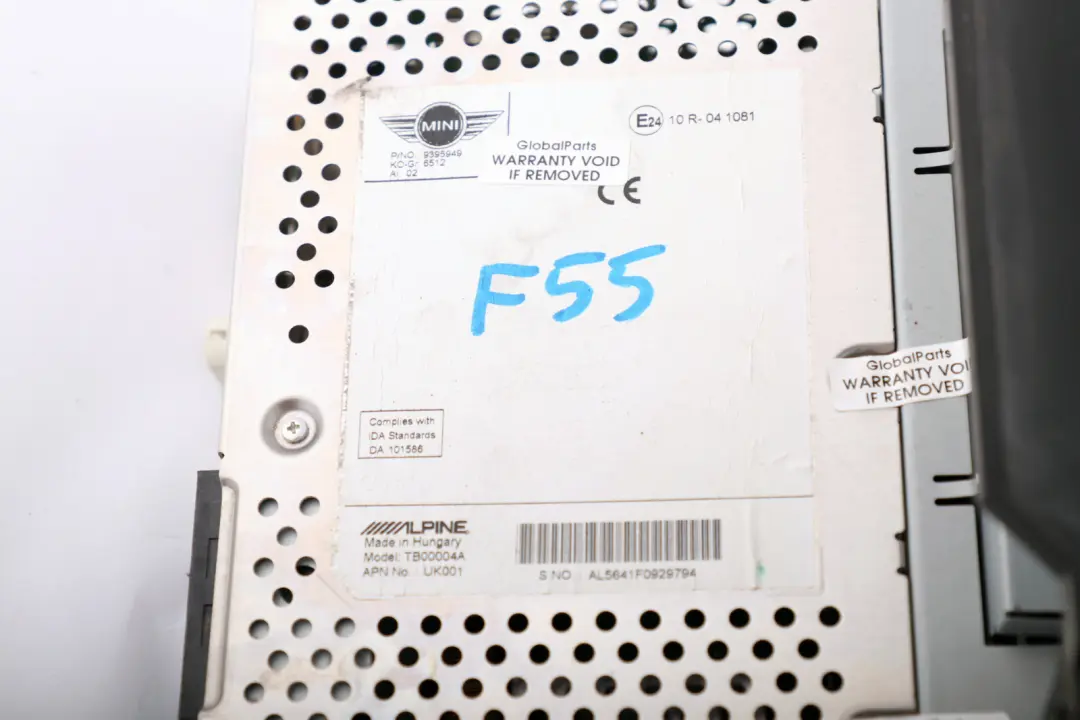 MINI
P/NO. 9395949
KO-G: 6512
AI: 02
E24 10 R- 04 1081
GlobalParts
WARRANTY VOID
IF REMOVED
CE
F55
GlobalParts
WARRANTY VOI
IF REMOVED
Complies with
IDA Standards
DA 101586
ALPINE
Made in Hungary
Model: TB00004A
APN No.: UK001
S.NO.: AL5641F0929794